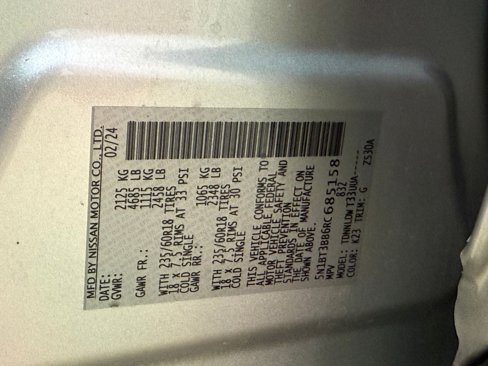 MFD BY NISSAN MOTOR CO., LTD.
DATE: 02/24
GVWR: 2125 KG
4685 LB
GAWR FR.: 1115 KG
2458 LB
WITH 235/60R18 TIRES
18 x 7.5 RIMS AT 33 PSI
COLD SINGLE
GAWR RR.: 1065 KG
2348 LB
WITH 235/60R18 TIRES
18 x 7.5 RIMS AT 30 PSI
COLD SINGLE
THIS VEHICLE CONFORMS TO
ALL APPLICABLE FEDERAL
MOTOR VEHICLE SAFETY AND
THEFT PREVENTION
STANDARDS IN EFFECT ON
THE DATE OF MANUFACTURE
SHOWN ABOVE.
5N1BT3BB6RC685158
MPV 832
MODEL: TDNNLOWT33UUA-----
COLOR: K23 TRIM: G Z530A